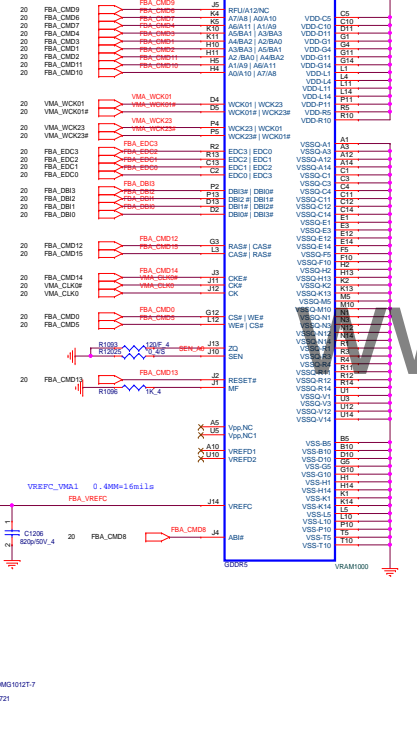 20 FBA_CMD9 FBA_CMD9 J5 RFU/A12/NC
20 FBA_CMD6 FBA_CMD6 K4 A7/A8 | A0/A10
20 FBA_CMD7 FBA_CMD7 K5 A6/A11 | A1/A9
20 FBA_CMD4 FBA_CMD4 K10 A5/BA1 | A3/BA3
20 FBA_CMD3 FBA_CMD3 K11 A4/BA2 | A2/BA0
20 FBA_CMD1 H10 A3/BA3 | A5/BA1
20 FBA_CMD2 FBA_CMD2 H11 A2 /BA0 | A4/BA2
20 FBA_CMD11 H5 A1/A9 | A6/A11
20 FBA_CMD10 FBA_CMD10 H4 A0/A10 | A7/A8
VDD-C5 C5
VDD-C10 C10
VDD-D11 D11
VDD-G1 G1
VDD-G4 G4
VDD-G11 G11
VDD-G14 G14
VDD-L1 L1
VDD-L4 L4
VDD-L11 L11
VDD-L14 L14
VDD-P11 P11
VDD-R5 R5
VDD-R10 R10
20 VMA_WCK01 VMA_WCK01 D4 WCK01 | WCK23
20 VMA_WCK01# VMA_WCK01# D5 WCK01# | WCK23#
20 VMA_WCK23 VMA_WCK23 P4 WCK23 | WCK01
20 VMA_WCK23# VMA_WCK23# P5 WCK23# | WCK01#
20 FBA_EDC3 FBA_EDC3 R2 EDC3 | EDC0
20 FBA_EDC2 FBA_EDC2 R13 EDC2 | EDC1
20 FBA_EDC1 FBA_EDC1 C13 EDC1 | EDC2
20 FBA_EDC0 FBA_EDC0 C2 EDC0 | EDC3
20 FBA_DBI3 FBA_DBI3 P2 DBI3# | DBI0#
20 FBA_DBI2 FBA_DBI2 P13 DBI2 # | DBI1#
20 FBA_DBI1 FBA_DBI1 D13 DBI1# | DBI2#
20 FBA_DBI0 FBA_DBI0 D2 DBI0# | DBI3#
20 FBA_CMD12 FBA_CMD12 G3 RAS# | CAS#
20 FBA_CMD15 FBA_CMD15 L3 CAS# | RAS#
20 FBA_CMD14 FBA_CMD14 J3 CKE#
20 VMA_CLK0# VMA_CLK0# J11 CK#
20 VMA_CLK0 VMA_CLK0 J12 CK
20 FBA_CMD0 FBA_CMD0 G12 CS# | WE#
20 FBA_CMD5 FBA_CMD5 L12 WE# | CS#
R1093 120/F_4 J13 ZQ
R12025 0_4/S SEN_A0 J10 SEN
20 FBA_CMD13 FBA_CMD13 J2 RESET#
R1096 1K_4 J1 MF
VSSQ-A1 A1
VSSQ-A3 A3
VSSQ-A12 A12
VSSQ-A14 A14
VSSQ-C1 C1
VSSQ-C3 C3
VSSQ-C4 C4
VSSQ-C11 C11
VSSQ-C12 C12
VSSQ-C14 C14
VSSQ-E1 E1
VSSQ-E3 E3
VSSQ-E12 E12
VSSQ-E14 E14
VSSQ-F5 F5
VSSQ-F10 F10
VSSQ-H2 H2
VSSQ-H13 H13
VSSQ-K2 K2
VSSQ-K13 K13
VSSQ-M5 M5
VSSQ-M10 M10
VSSQ-N1 N1
VSSQ-N3 N3
VSSQ-N12 N12
VSSQ-N14 N14
VSSQ-R1 R1
VSSQ-R3 R3
VSSQ-R4 R4
VSSQ-R11 R11
VSSQ-R12 R12
VSSQ-R14 R14
VSSQ-V1 U1
VSSQ-V3 U3
VSSQ-V12 U12
VSSQ-V14 U14
A5 Vpp,NC
U5 Vpp,NC1
A10 VREFD1
U10 VREFD2
VSS-B5 B5
VSS-B10 B10
VSS-D10 D10
VSS-G5 G5
VSS-G10 G10
VSS-H1 H1
VSS-H14 H14
VSS-K1 K1
VSS-K14 K14
VSS-L5 L5
VSS-L10 L10
VSS-P10 P10
VSS-T5 T5
VSS-T10 T10
VREFC_VMA1 0.4MM=16mils
FBA_VREFC J14 VREFC
1
2
C1206
820p/50V_4
20 FBA_CMD8 FBA_CMD8 J4 ABI#
GDDR5 VRAM1000
DMG1012T-7
721